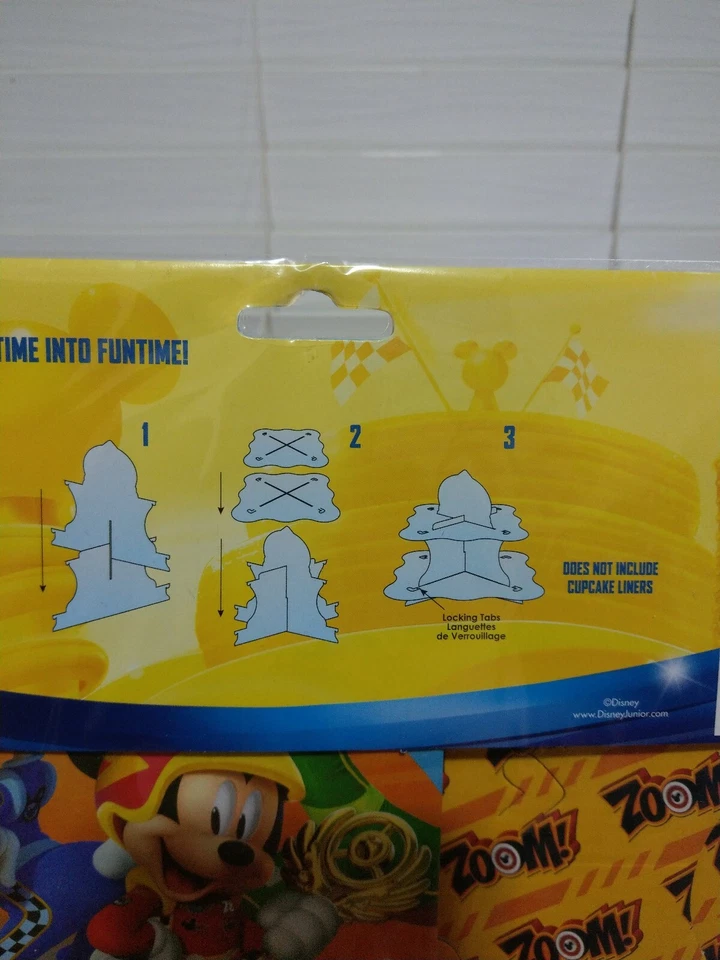 TIME INTO FUNTIME!
1
2
3
DOES NOT INCLUDE
CUPCAKE LINERS
Locking Tabs
Languettes
de Verrouillage
©Disney
www.DisneyJunior.com
ZOOM!
ZOOM
ZOOM!